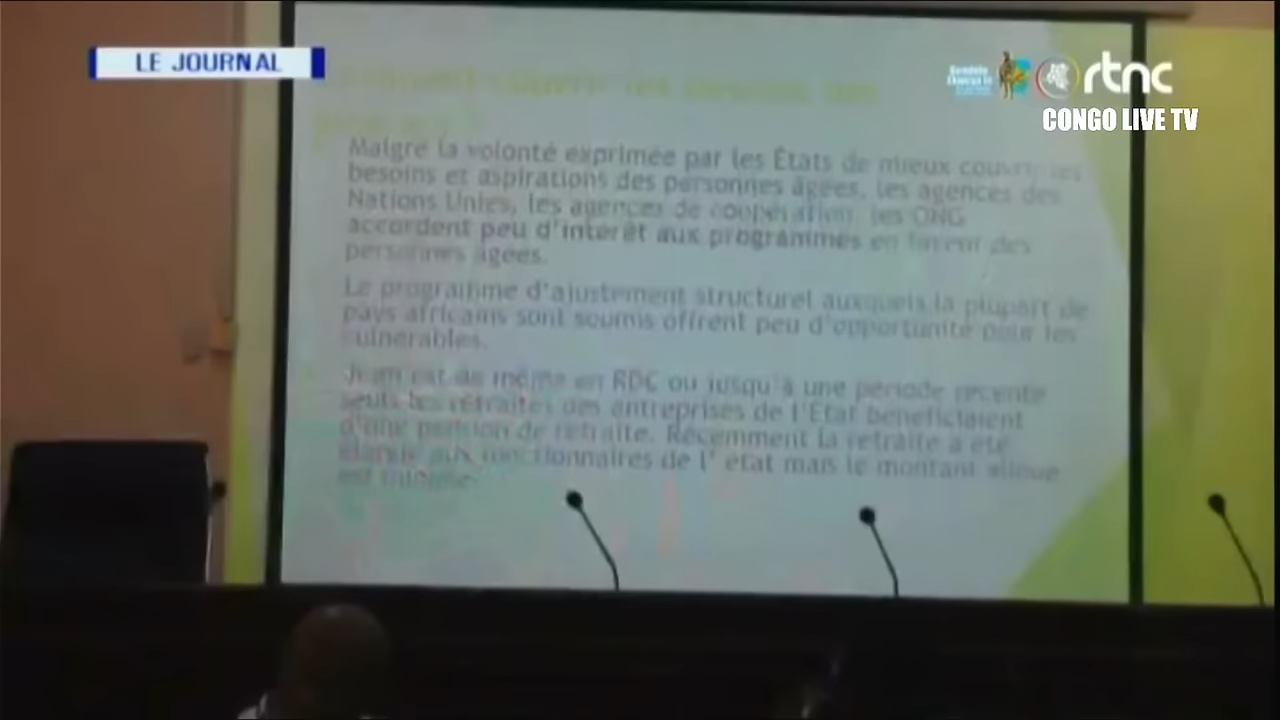 LE JOURNAL
rtnc
CONGO LIVE TV
Malgré la volonté exprimée par les États de mieux couvrir les
besoins et aspirations des personnes âgées, les agences des
Nations Unies, les agences de coopération, les ONG
accordent peu d'intérêt aux programmes en faveur des
personnes âgées.
Le programme d'ajustement structurel auxquels la plupart de
pays africains sont soumis offrent peu d'opportunité pour les
vulnerables.
est de même en RDC ou jusqu'à une période récente
seuls les retraités des entreprises de l'État bénéficiaient
d'une pension de retraite. Récemment la retraite a été
élargie aux fonctionnaires de l' état mais le montant alloué
est